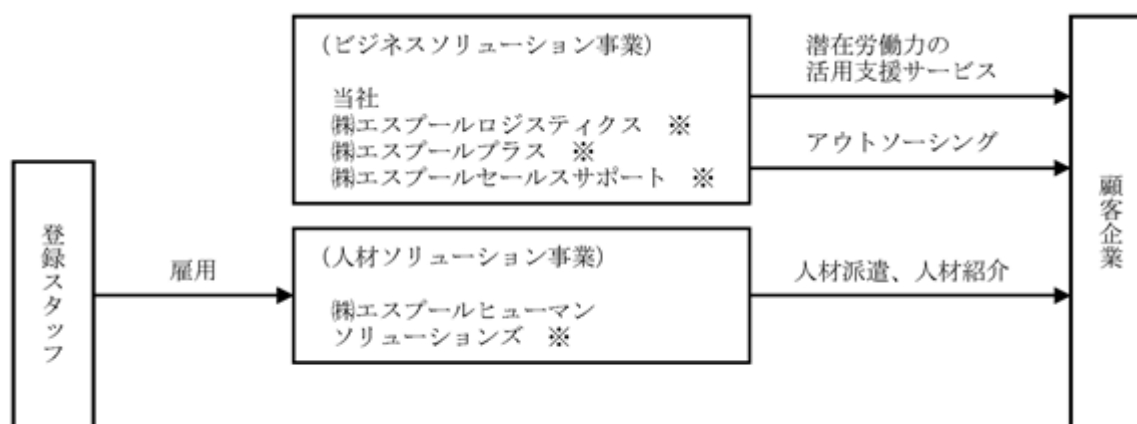 登録スタッフ
雇用
(ビジネスソリューション事業)
当社
㈱エスプールロジスティクス ※
㈱エスプールプラス ※
㈱エスプールセールスサポート ※
(人材ソリューション事業)
㈱エスプールヒューマン
ソリューションズ ※
潜在労働力の
活用支援サービス
アウトソーシング
人材派遣、人材紹介
顧客企業